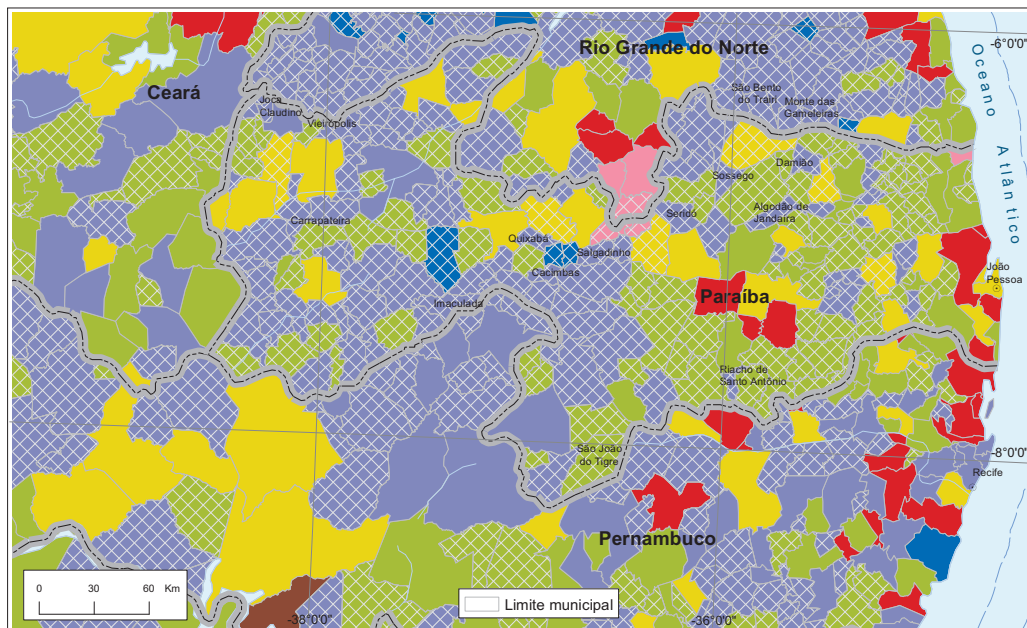 Rio Grande do Norte
-6°0'0"
Oceano Atlântico
Ceará
Joca
Claudino
Vieirópolis
São Bento
do Trairi
Monte das
Gameleiras
Damião
Sossego
Carrapateira
Seridó
Algodão de
Jandaíra
Quixabá
Salgadinho
Cacimbas
João
Pessoa
Imaculada
Paraíba
Riacho de
Santo Antônio
São João
do Tigre
-8°0'0"
Recife
Pernambuco
0 30 60 Km
Limite municipal
-38°0'0"
-36°0'0"